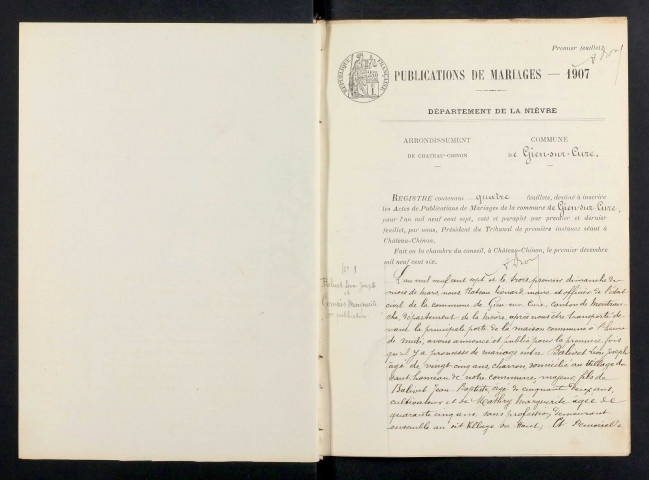 Premier feuillet
RÉPUBLIQUE FRANÇAISE
PUBLICATIONS DE MARIAGES — 1907
DÉPARTEMENT DE LA NIÈVRE
ARRONDISSEMENT
DE CHATEAU-CHINON
COMMUNE
DE Gien-sur-Cure.
REGISTRE contenant quatre feuillets, destiné à inscrire
les Actes de Publications de Mariages de la commune de Gien-sur-Cure,
pour l'an mil neuf cent sept, coté et paraphé par premier et dernier
feuillet, par nous, Président du Tribunal de première instance séant à
Château-Chinon.
Fait en la chambre du conseil, à Château-Chinon, le premier décembre
mil neuf cent six.
N° 1
Balivet Léon Joseph
et
Marguerite
1re publication
L'an mil neuf cent sept et le trois, premier dimanche du
mois de mars, nous Édouard, maire et officier de l'état
civil de la commune de Gien sur Cure, canton de Montsau-
che, département de la Nièvre, après nous être transporté de-
vant la principale porte de la maison commune à l'heure
de midi, avons annoncé et publié pour la première fois
qu'il y a promesse de mariage entre Balivet Léon Joseph
âgé de vingt cinq ans, charron, domicilié au village du
haut hameau de notre commune, majeur, fils de
Balivet Jean Baptiste, âgé de cinquante ans,
cultivateur et de Marguerite âgée de
quarante cinq ans sans profession, demeurant
ensemble au dit village du Haut, Et Demoiselle